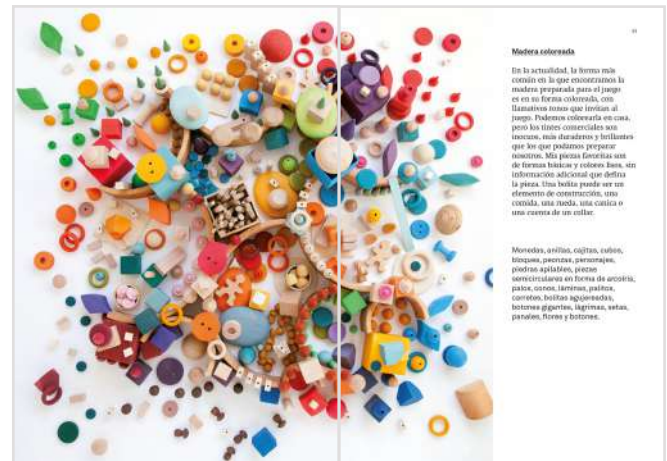 Madera coloreada
En la actualidad, la forma más
común en la que encontramos la
madera preparada para el juego
es en su forma coloreada, con
llamativos tonos que invitan al
juego. Podemos colorearla en casa,
pero los tintes comerciales son
inocuos, más duraderos y brillantes
que los que podamos preparar
nosotros. Mis piezas favoritas son
de formas básicas y colores lisos, sin
información adicional que defina
la pieza. Una bolita puede ser un
elemento de construcción, una
comida, una rueda, una canica o
una cuenta de un collar.
Monedas, anillas, cajitas, cubos,
bloques, peonzas, personajes,
piedras apilables, piezas
semicirculares en forma de arcoíris,
palos, conos, láminas, palitos,
carretes, bolitas agujereadas,
botones gigantes, lágrimas, setas,
panales, flores y botones.